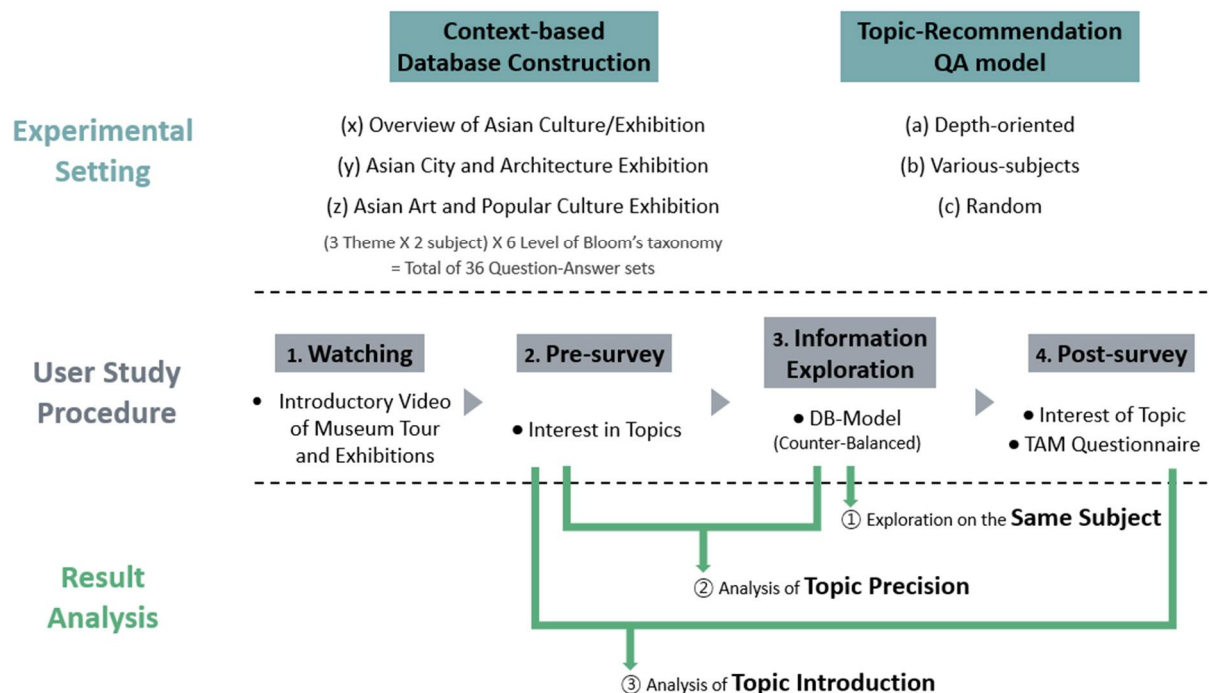 Context-based
Database Construction
Topic-Recommendation
QA model
Experimental
Setting
(x) Overview of Asian Culture/Exhibition
(y) Asian City and Architecture Exhibition
(z) Asian Art and Popular Culture Exhibition
(3 Theme X 2 subject) X 6 Level of Bloom's taxonomy
= Total of 36 Question-Answer sets
(a) Depth-oriented
(b) Various-subjects
(c) Random
User Study
Procedure
1. Watching
• Introductory Video
of Museum Tour
and Exhibitions
2. Pre-survey
• Interest in Topics
3. Information
Exploration
• DB-Model
(Counter-Balanced)
4. Post-survey
• Interest of Topic
• TAM Questionnaire
Result
Analysis
① Exploration on the Same Subject
② Analysis of Topic Precision
③ Analysis of Topic Introduction